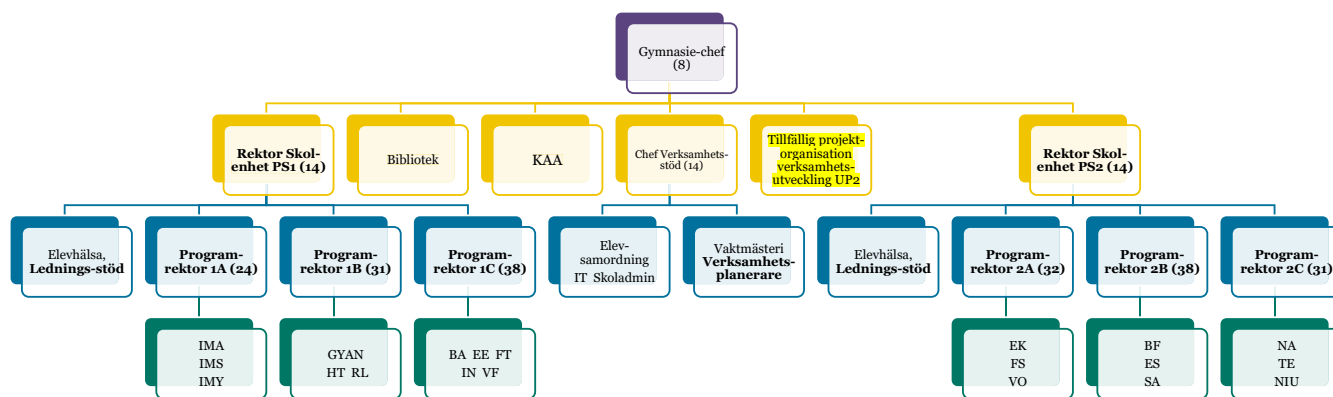 Gymnasie-chef
(8)
Rektor Skol-
enhet PS1 (14)
Bibliotek
KAA
Chef Verksamhets-
stöd (14)
Tillfällig projekt-
organisation
verksamhets-
utveckling UP2
Rektor Skol-
enhet PS2 (14)
Elevhälsa,
Lednings-stöd
Program-
rektor 1A (24)
Program-
rektor 1B (31)
Program-
rektor 1C (38)
Elev-
samordning
IT Skoladmin
Vaktmästeri
Verksamhets-
planerare
Elevhälsa,
Lednings-stöd
Program-
rektor 2A (32)
Program-
rektor 2B (38)
Program-
rektor 2C (31)
IMA
IMS
IMY
GYAN
HT RL
BA EE FT
IN VF
EK
FS
VO
BF
ES
SA
NA
TE
NIU